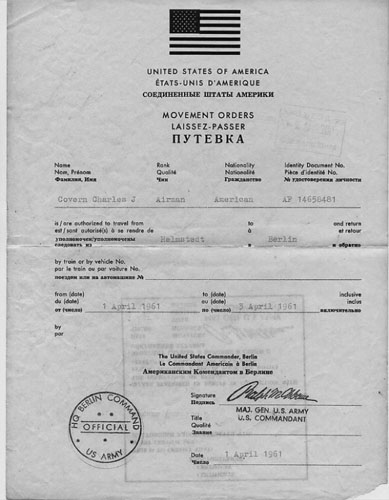 UNITED STATES OF AMERICA
ÉTATS-UNIS D'AMERIQUE
СОЕДИНЕННЫЕ ШТАТЫ АМЕРИКИ
MOVEMENT ORDERS
LAISSEZ-PASSER
ПУТЕВКА
Name Rank Nationality Identity Document No.
Nom, Prénom Qualité Nationalité Pièce d'identité No.
Фамилия, Имя Чин Гражданство № удостоверения личности
Covern Charles J Airman American AF 14658481
is/are authorized to travel from to and return
est/sont autorisé(s) à se rendre de à et retour
уполномочен/уполномочены Helmstedt Berlin
следовать из в и обратно
by train or by vehicle No.
par le train ou par voiture No.
поездом или на автомашине №
from (date) to (date) inclusive
du (date) 1 April 1961 au (date) 3 April 1961 inclus
от (число) по (число) включительно
by
par
The United States Commander, Berlin
Le Commandant Americain à Berlin
Американским Комендантом в Берлине
Signature
Подпись
MAJ. GEN. U.S. ARMY
Title U.S. COMMANDANT
Qualité
Звание
Date 1 April 1961
Число
HQ BERLIN COMMAND
OFFICIAL
US ARMY